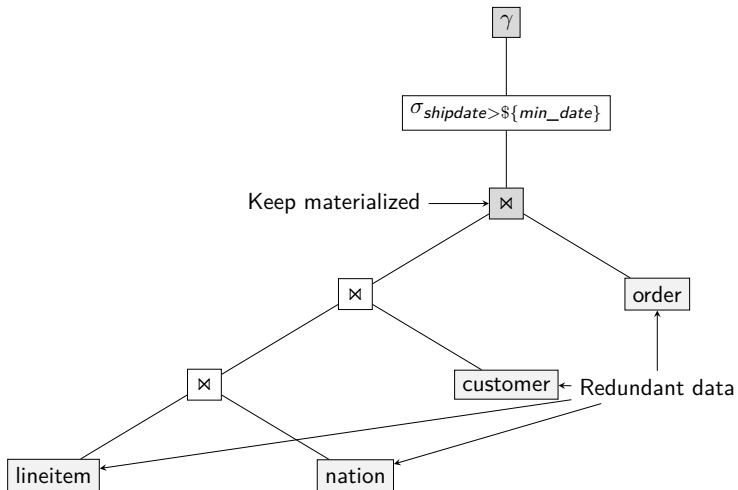 γ
σshipdate>${min_date}
Keep materialized
⋈
⋈
order
⋈
customer
Redundant data
lineitem
nation